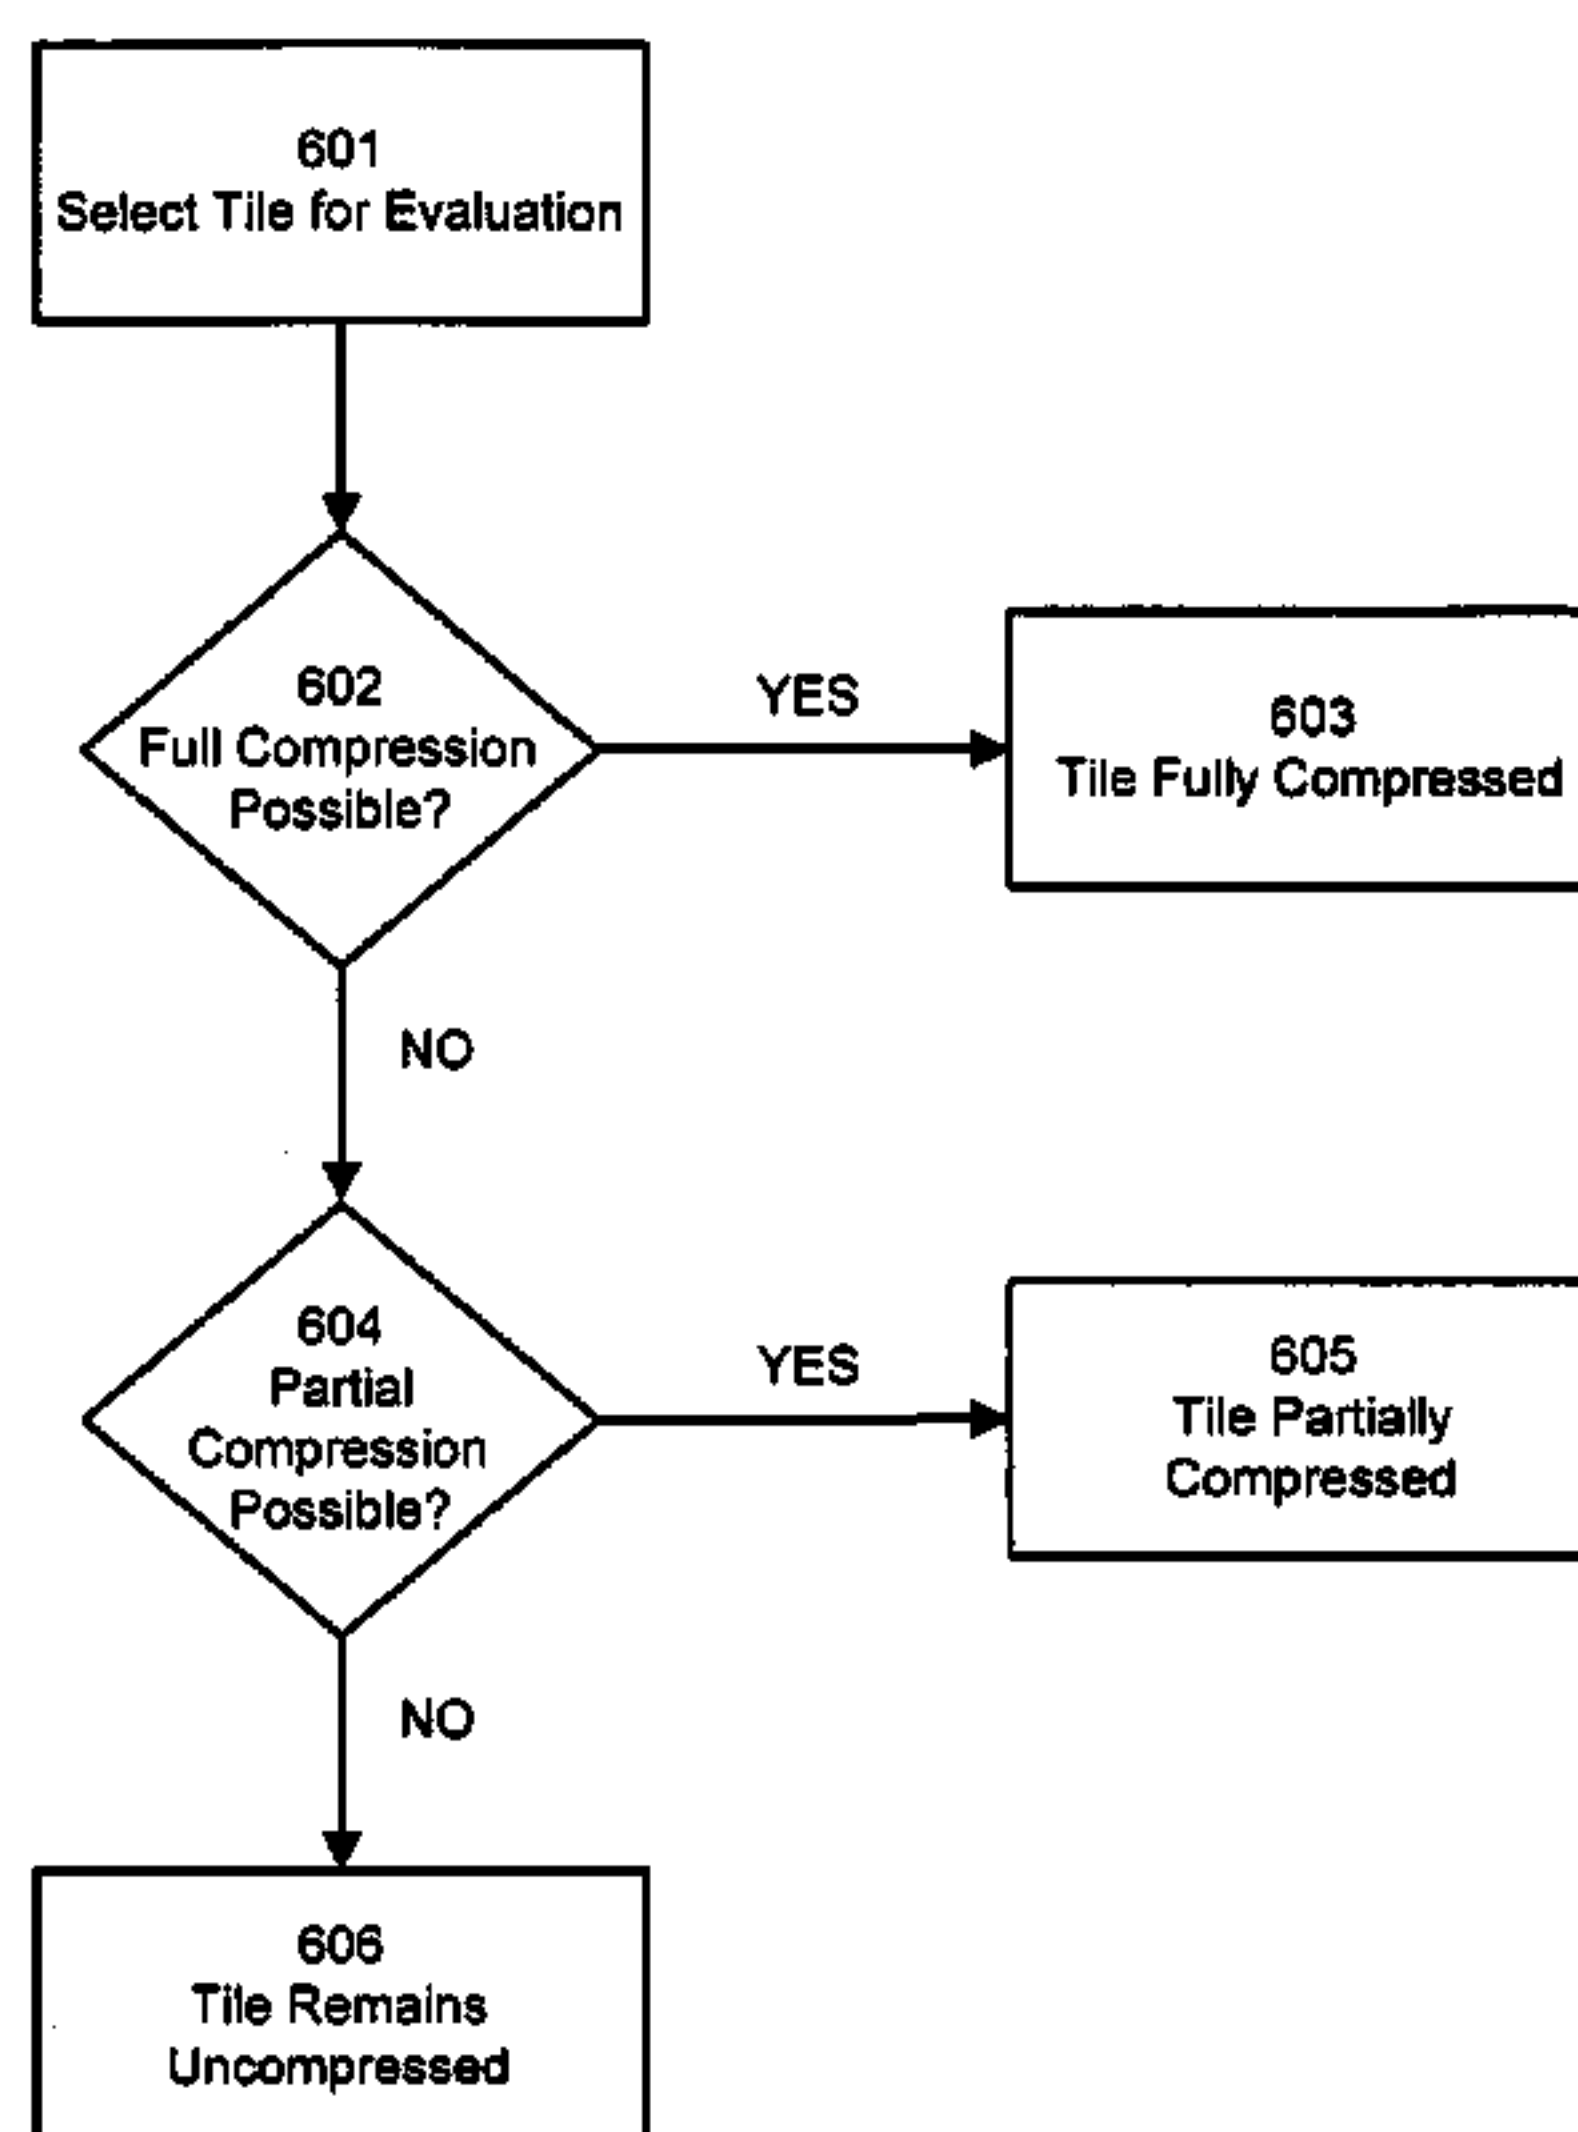 601
Select Tile for Evaluation
602
Full Compression
Possible?
YES
603
Tile Fully Compressed
NO
604
Partial
Compression
Possible?
YES
605
Tile Partially
Compressed
NO
606
Tile Remains
Uncompressed